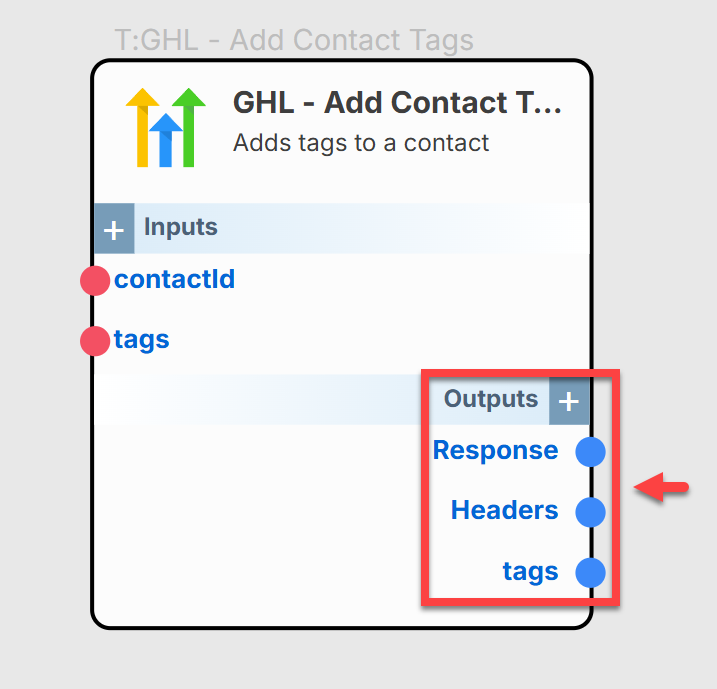 T:GHL - Add Contact Tags
GHL - Add Contact T...
Adds tags to a contact
+ Inputs
contactId
tags
Outputs +
Response
Headers
tags